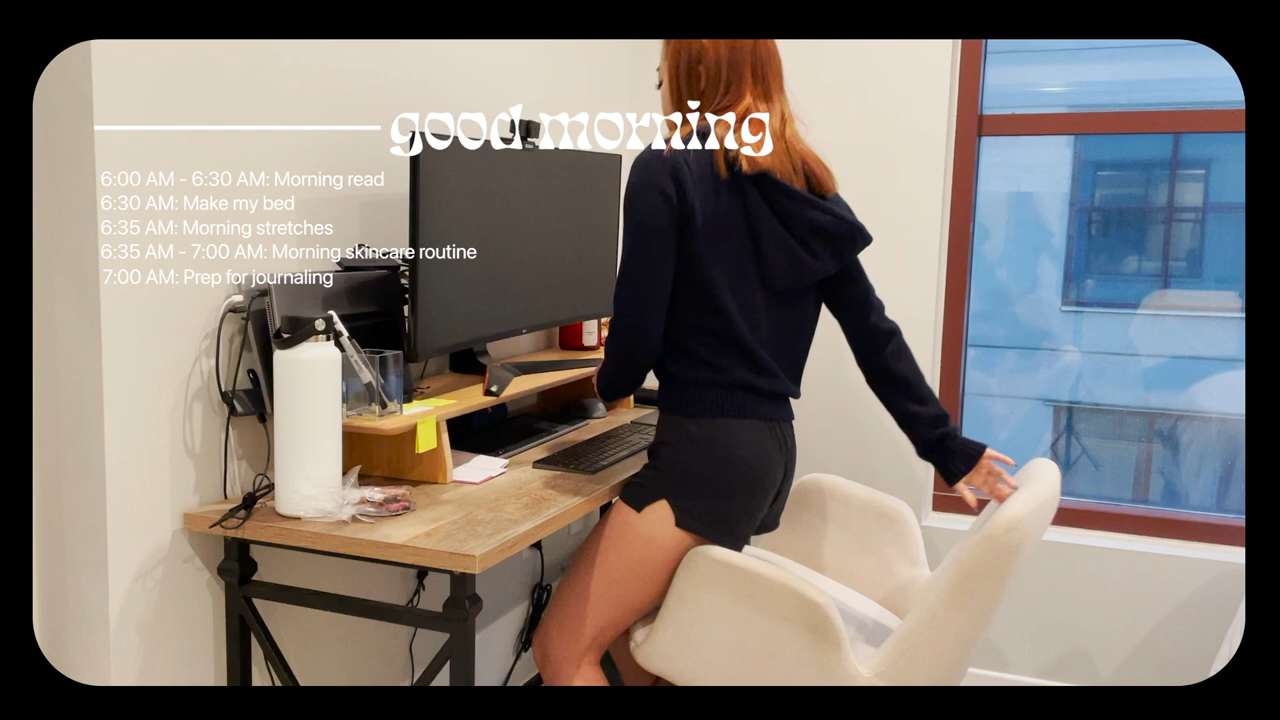 good morning
6:00 AM - 6:30 AM: Morning read
6:30 AM: Make my bed
6:35 AM: Morning stretches
6:35 AM - 7:00 AM: Morning skincare routine
7:00 AM: Prep for journaling